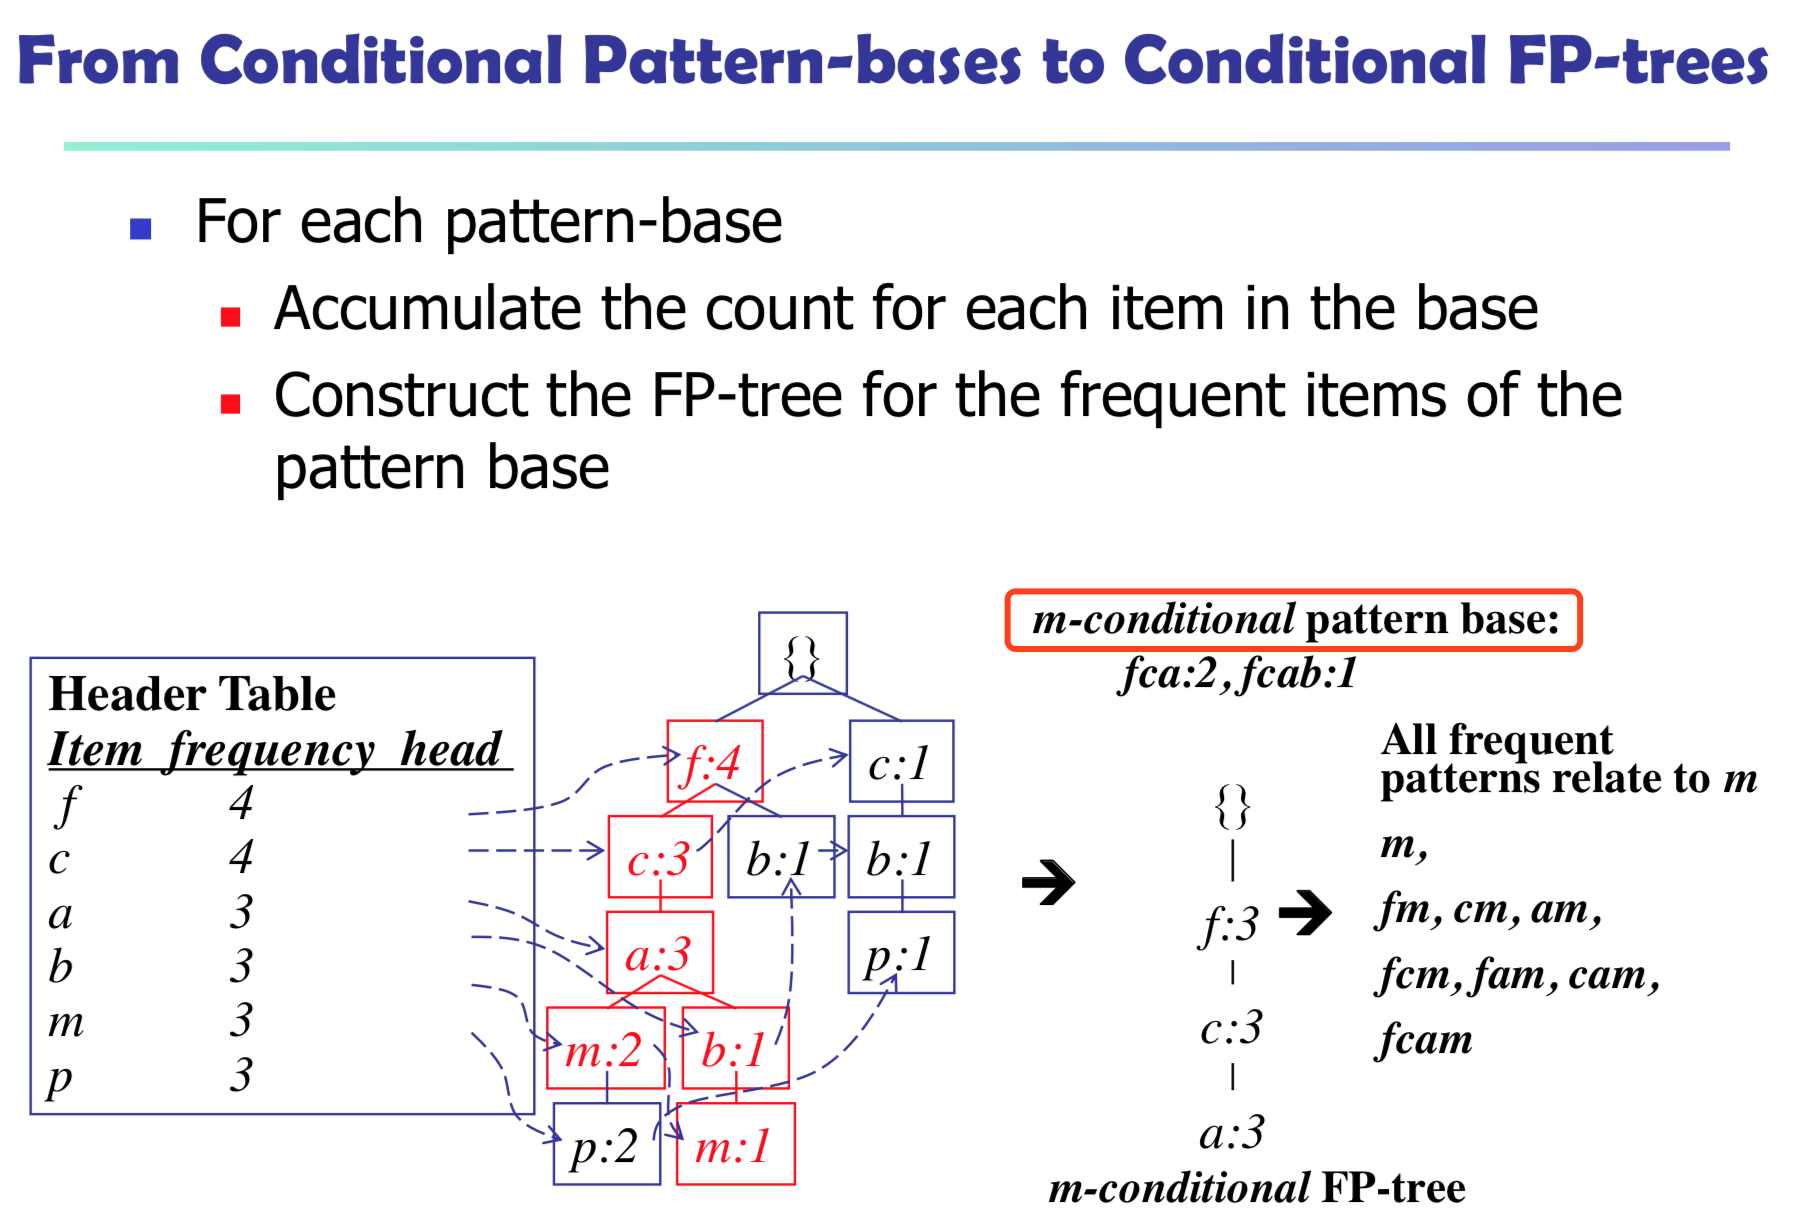 From Conditional Pattern-bases to Conditional FP-trees
For each pattern-base
Accumulate the count for each item in the base
Construct the FP-tree for the frequent items of the
pattern base
Header Table
Item frequency head
f 4
c 4
a 3
b 3
m 3
p 3
{}
f:4 c:1
c:3 b:1 b:1
a:3 p:1
m:2 b:1
p:2 m:1
m-conditional pattern base:
fca:2, fcab:1
➔
{}
f:3
c:3
a:3
m-conditional FP-tree
➔
All frequent
patterns relate to m
m,
fm, cm, am,
fcm, fam, cam,
fcam